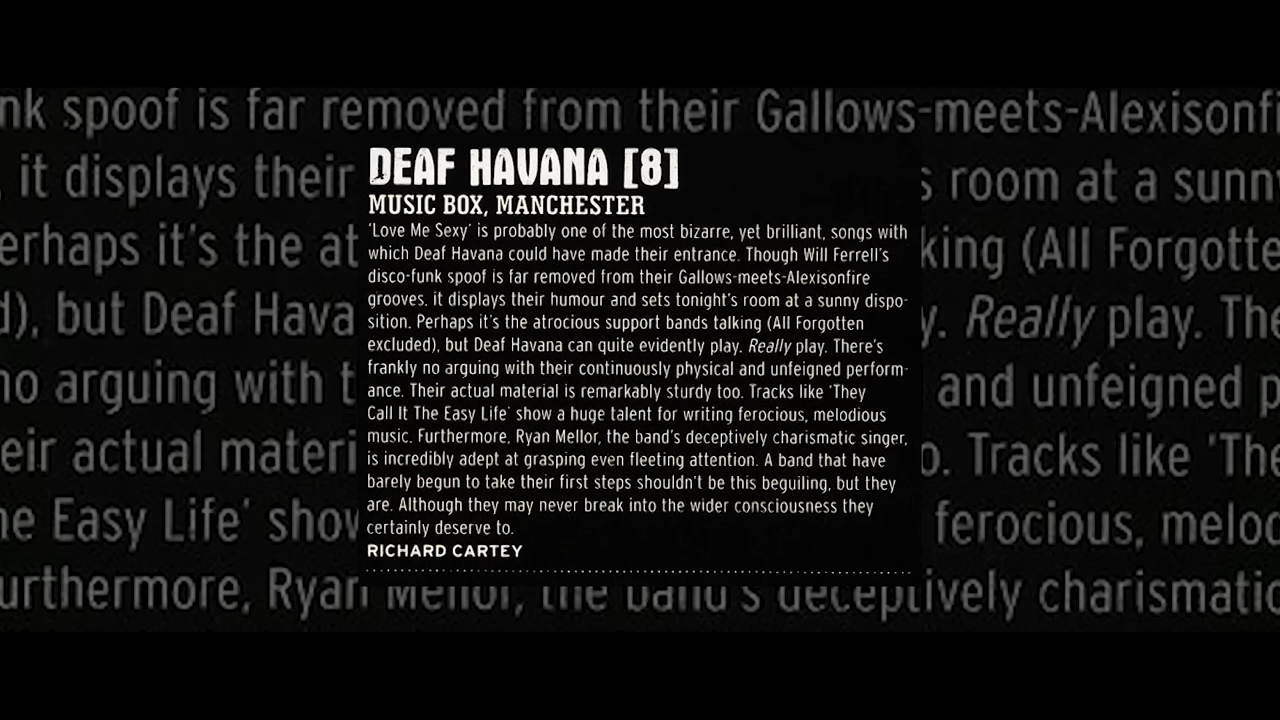 nk spoof is far removed from their Gallows-meets-Alexisonfi
DEAF HAVANA [8]
MUSIC BOX, MANCHESTER
'Love Me Sexy' is probably one of the most bizarre, yet brilliant, songs with
which Deaf Havana could have made their entrance. Though Will Ferrell's
disco-funk spoof is far removed from their Gallows-meets-Alexisonfire
grooves, it displays their humour and sets tonight's room at a sunny dispo-
sition. Perhaps it's the atrocious support bands talking (All Forgotten
excluded), but Deaf Havana can quite evidently play. Really play. There's
frankly no arguing with their continuously physical and unfeigned perform-
ance. Their actual material is remarkably sturdy too. Tracks like 'They
Call It The Easy Life' show a huge talent for writing ferocious, melodious
music. Furthermore, Ryan Mellor, the band's deceptively charismatic singer,
is incredibly adept at grasping even fleeting attention. A band that have
barely begun to take their first steps shouldn't be this beguiling, but they
are. Although they may never break into the wider consciousness they
certainly deserve to.
RICHARD CARTEY
, it displays their s room at a sunny
erhaps it's the at king (All Forgotte
d), but Deaf Hava y. Really play. The
no arguing with t and unfeigned p
eir actual materi o. Tracks like 'The
he Easy Life' show ferocious, melod
urthermore, Ryan Mellor, the band's deceptively charismatic